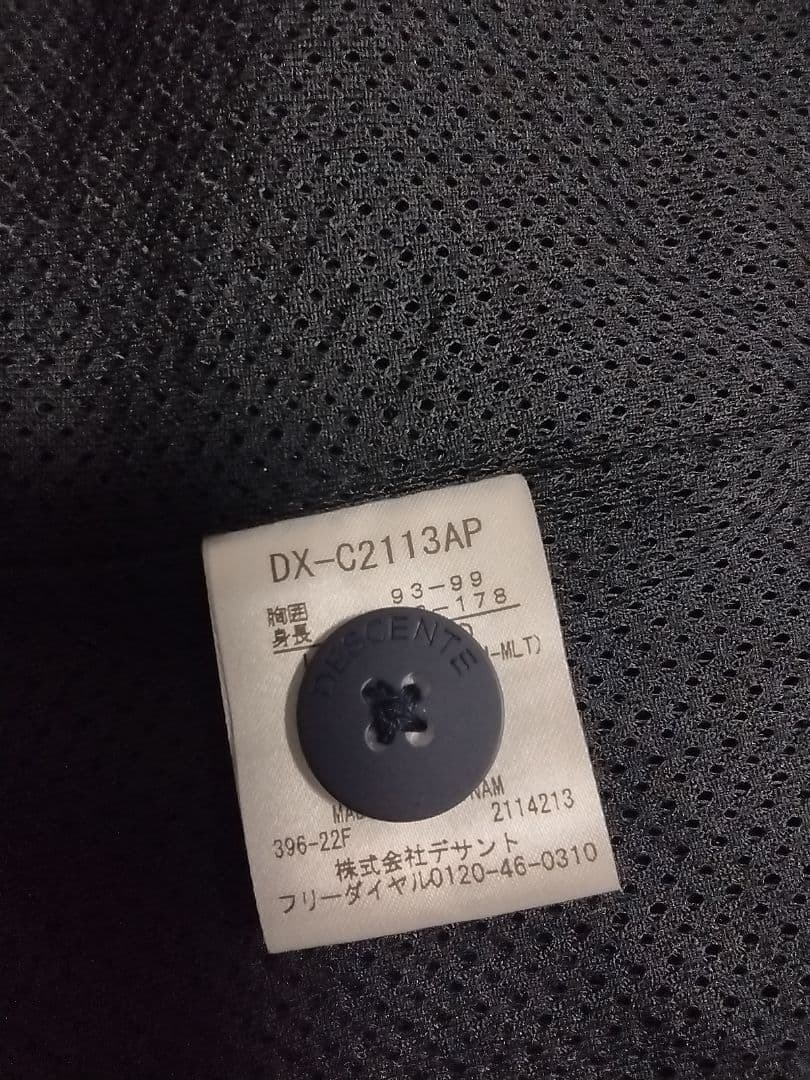 DX-C2113AP
胸囲 93-99
身長 -178
DESCENTE
-MLT)
NAM
396-22F 2114213
株式会社デサント
フリーダイヤル0120-46-0310